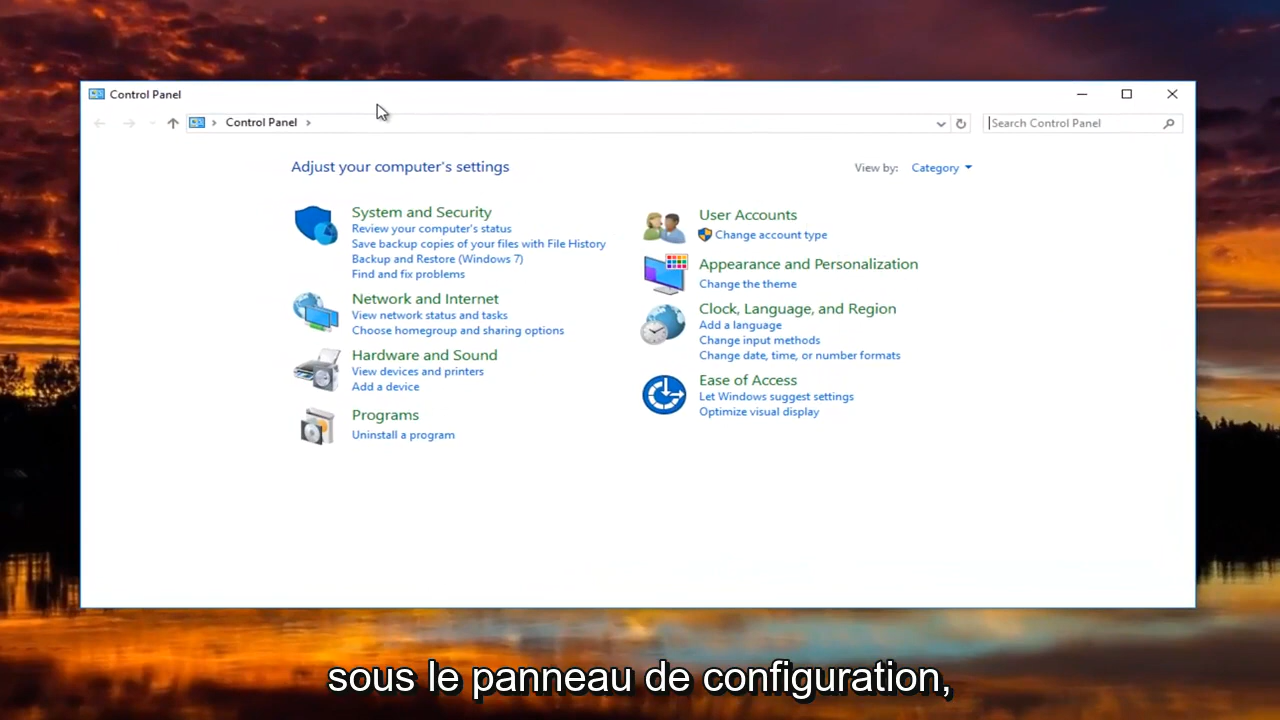 Control Panel
Control Panel
Search Control Panel
Adjust your computer's settings
View by: Category
System and Security
Review your computer's status
Save backup copies of your files with File History
Backup and Restore (Windows 7)
Find and fix problems
Network and Internet
View network status and tasks
Choose homegroup and sharing options
Hardware and Sound
View devices and printers
Add a device
Programs
Uninstall a program
User Accounts
Change account type
Appearance and Personalization
Change the theme
Clock, Language, and Region
Add a language
Change input methods
Change date, time, or number formats
Ease of Access
Let Windows suggest settings
Optimize visual display
sous le panneau de configuration,